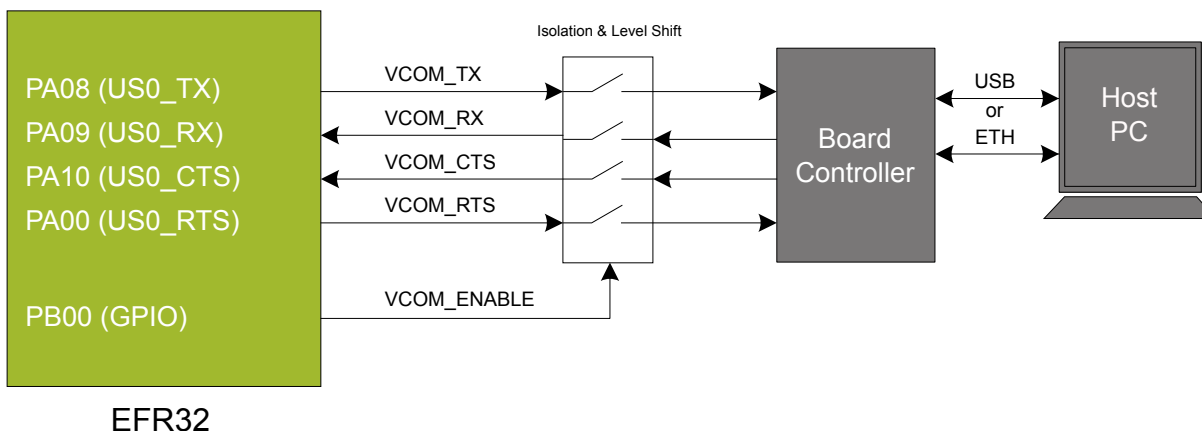 Isolation & Level Shift
PA08 (US0_TX)
PA09 (US0_RX)
PA10 (US0_CTS)
PA00 (US0_RTS)
PB00 (GPIO)
EFR32
VCOM_TX
VCOM_RX
VCOM_CTS
VCOM_RTS
VCOM_ENABLE
Board
Controller
USB
or
ETH
Host
PC